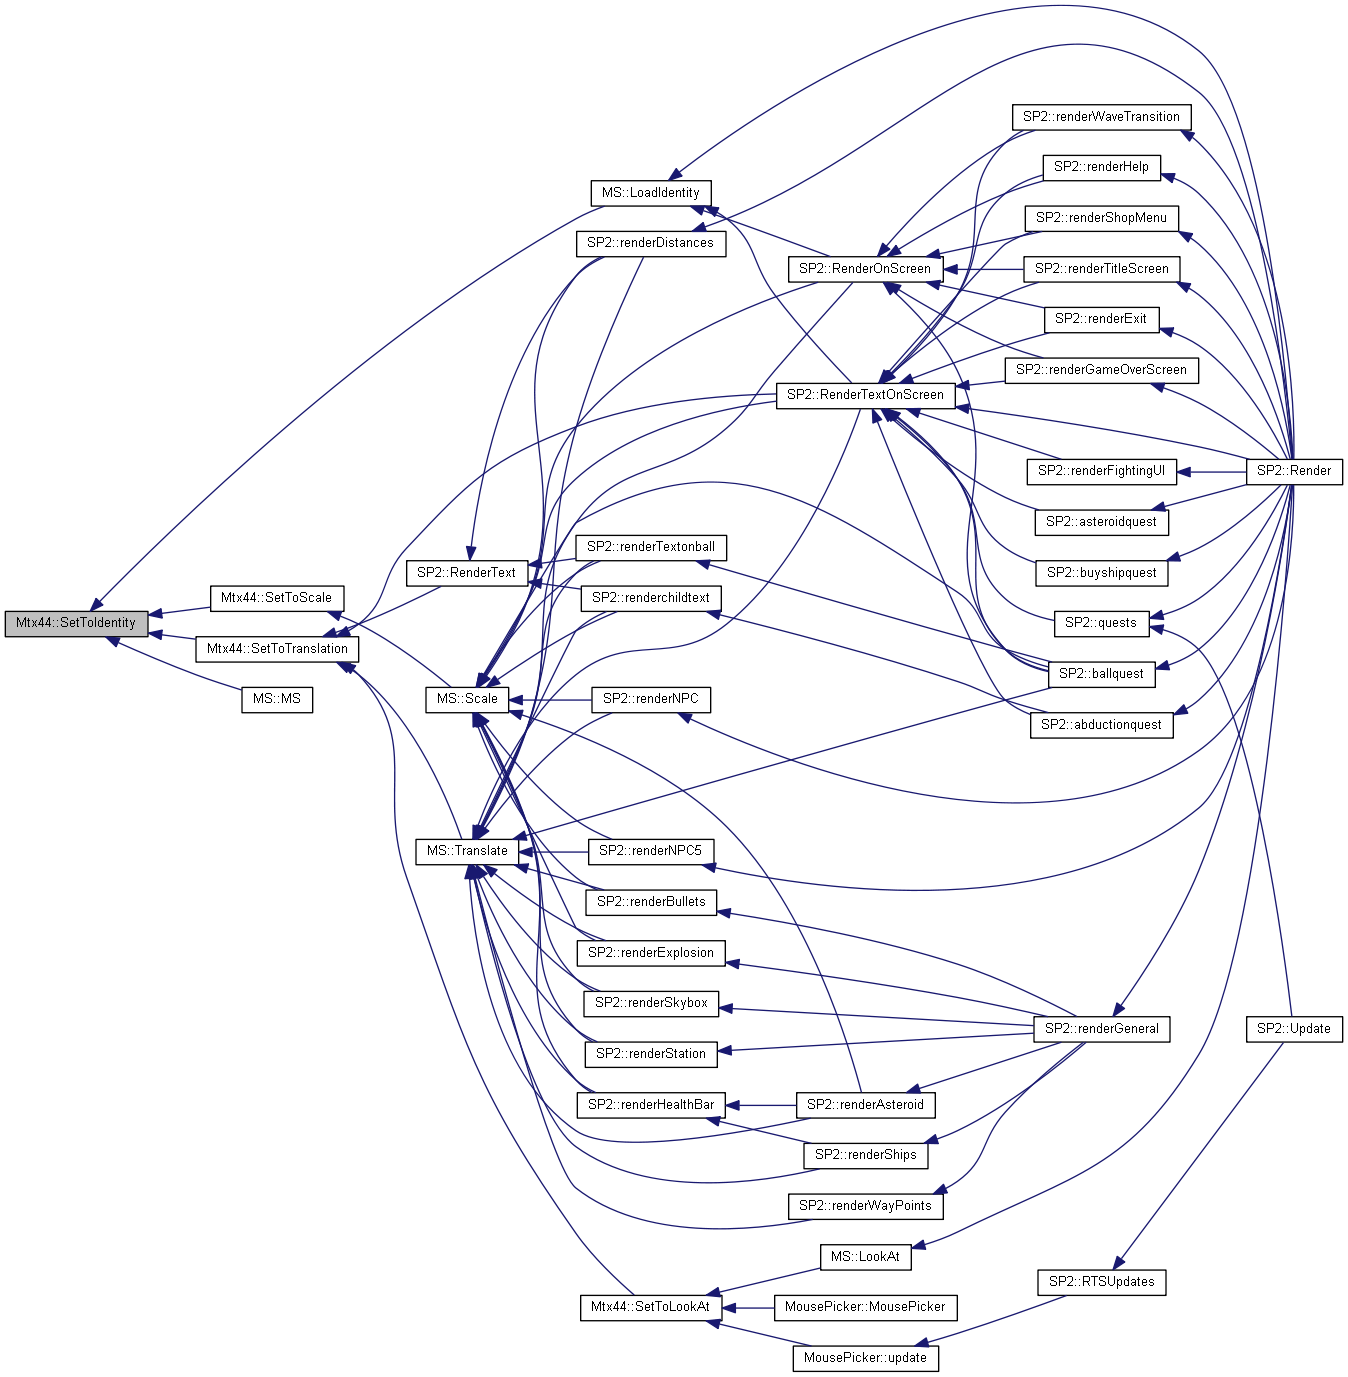 SP2::renderWaveTransition
SP2::renderHelp
MS::LoadIdentity
SP2::renderShopMenu
SP2::renderDistances
SP2::RenderOnScreen
SP2::renderTitleScreen
SP2::renderExit
SP2::renderGameOverScreen
SP2::RenderTextOnScreen
SP2::renderFightingUI
SP2::Render
SP2::asteroidquest
SP2::renderTextonball
SP2::RenderText
SP2::buyshipquest
Mtx44::SetToScale
SP2::renderchildtext
Mtx44::SetToIdentity
SP2::quests
Mtx44::SetToTranslation
SP2::ballquest
MS::MS
MS::Scale
SP2::renderNPC
SP2::abductionquest
MS::Translate
SP2::renderNPC5
SP2::renderBullets
SP2::renderExplosion
SP2::renderSkybox
SP2::renderGeneral
SP2::Update
SP2::renderStation
SP2::renderHealthBar
SP2::renderAsteroid
SP2::renderShips
SP2::renderWayPoints
MS::LookAt
SP2::RTSUpdates
Mtx44::SetToLookAt
MousePicker::MousePicker
MousePicker::update